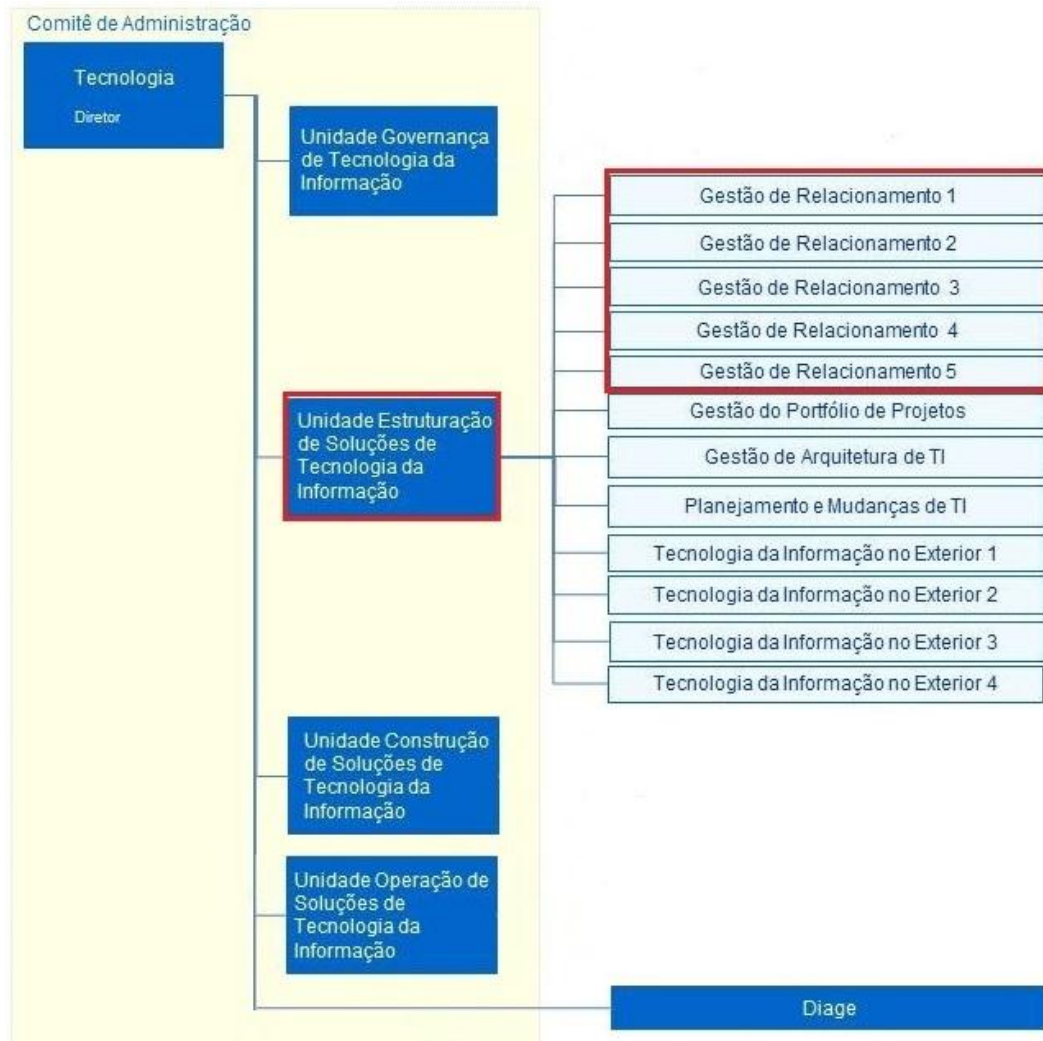 Comitê de Administração
Tecnologia
Diretor
Unidade Governança
de Tecnologia da
Informação
Unidade Estruturação
de Soluções de
Tecnologia da
Informação
Gestão de Relacionamento 1
Gestão de Relacionamento 2
Gestão de Relacionamento 3
Gestão de Relacionamento 4
Gestão de Relacionamento 5
Gestão do Portfólio de Projetos
Gestão de Arquitetura de TI
Planejamento e Mudanças de TI
Tecnologia da Informação no Exterior 1
Tecnologia da Informação no Exterior 2
Tecnologia da Informação no Exterior 3
Tecnologia da Informação no Exterior 4
Unidade Construção
de Soluções de
Tecnologia da
Informação
Unidade Operação de
Soluções de
Tecnologia da
Informação
Diage